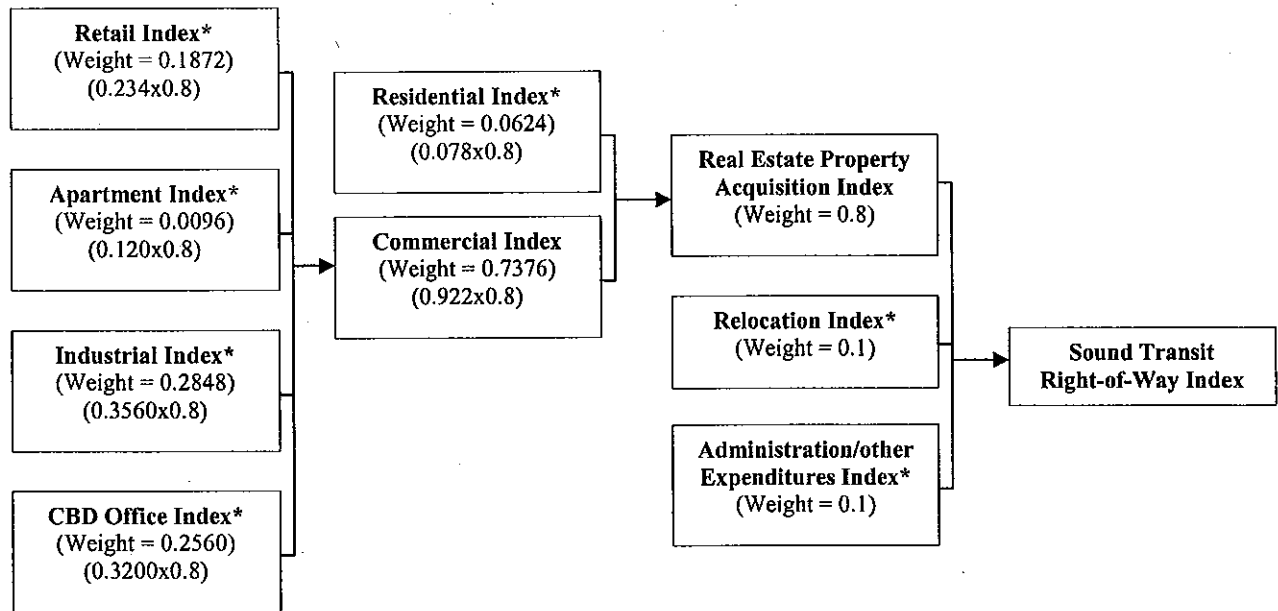 Retail Index*
(Weight = 0.1872)
(0.234x0.8)
Apartment Index*
(Weight = 0.0096)
(0.120x0.8)
Industrial Index*
(Weight = 0.2848)
(0.3560x0.8)
CBD Office Index*
(Weight = 0.2560)
(0.3200x0.8)
Residential Index*
(Weight = 0.0624)
(0.078x0.8)
Commercial Index
(Weight = 0.7376)
(0.922x0.8)
Real Estate Property
Acquisition Index
(Weight = 0.8)
Relocation Index*
(Weight = 0.1)
Administration/other
Expenditures Index*
(Weight = 0.1)
Sound Transit
Right-of-Way Index